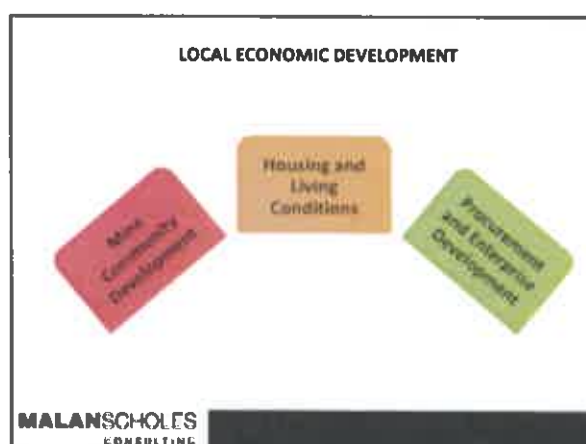 LOCAL ECONOMIC DEVELOPMENT
Mine
Community
Development
Housing and
Living
Conditions
Procurement
and Enterprise
Development
MALANSCHOLES
CONSULTING